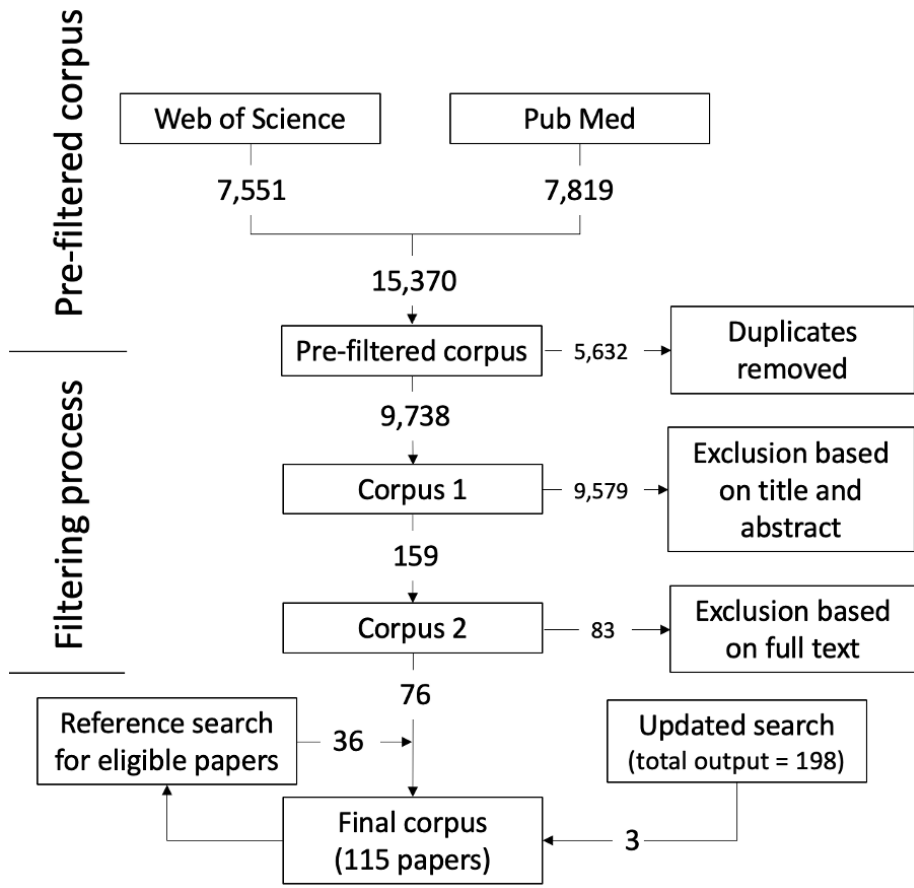 Pre-filtered corpus
Web of Science
Pub Med
7,551
7,819
15,370
Pre-filtered corpus
5,632
Duplicates
removed
Filtering process
9,738
Corpus 1
9,579
Exclusion based
on title and
abstract
159
Corpus 2
83
Exclusion based
on full text
76
Reference search
for eligible papers
36
Updated search
(total output = 198)
Final corpus
(115 papers)
3